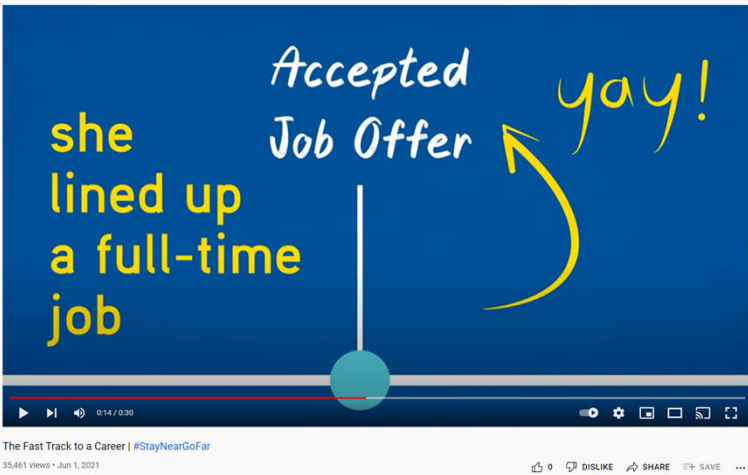 Accepted
Job Offer
yay!
she
lined up
a full-time
job
0:14 / 0:30
The Fast Track to a Career | #StayNearGoFar
35,461 views • Jun 1, 2021
0 DISLIKE SHARE SAVE